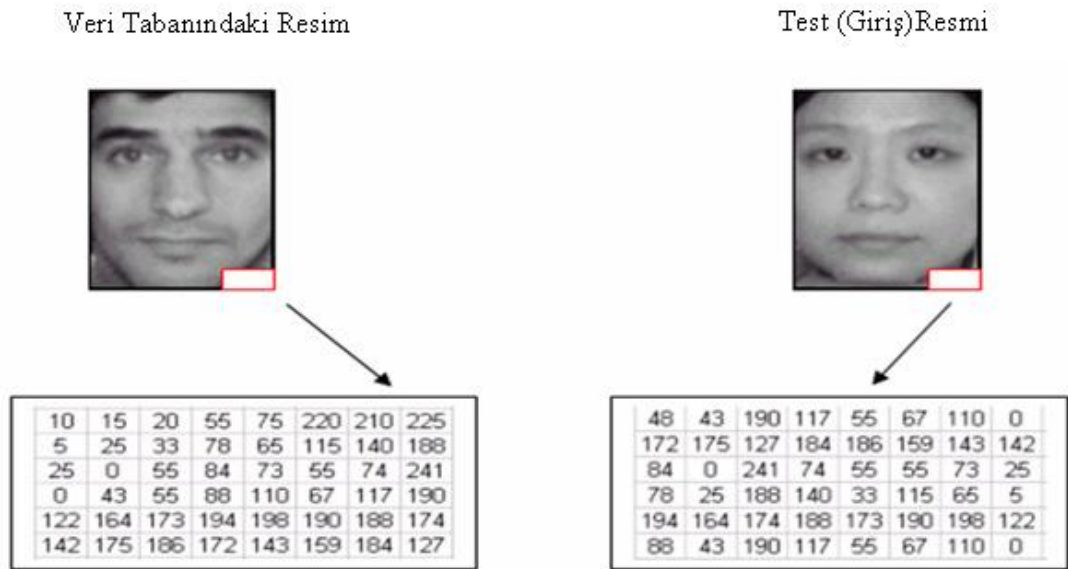 Veri Tabanındaki Resim
Test (Giriş)Resmi
10 15 20 55 75 220 210 225
5 25 33 78 65 115 140 188
25 0 55 84 73 55 74 241
0 43 55 88 110 67 117 190
122 164 173 194 198 190 188 174
142 175 186 172 143 159 184 127
48 43 190 117 55 67 110 0
172 175 127 184 186 159 143 142
84 0 241 74 55 55 73 25
78 25 188 140 33 115 65 5
194 164 174 188 173 190 198 122
88 43 190 117 55 67 110 0